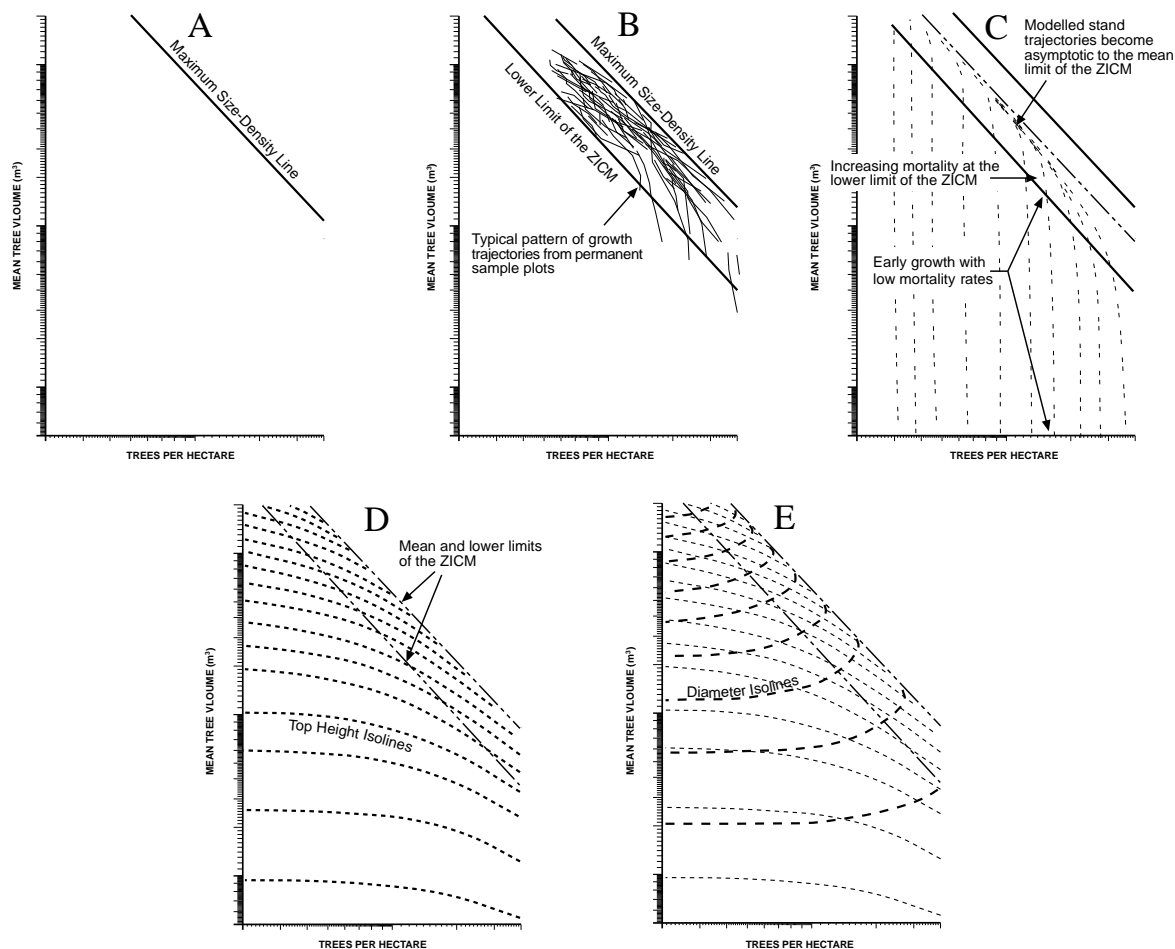 A
Maximum Size-Density Line
MEAN TREE VLOUME (m³)
TREES PER HECTARE
B
Maximum Size-Density Line
Lower Limit of the ZICM
Typical pattern of growth
trajectories from permanent
sample plots
MEAN TREE VLOUME (m³)
TREES PER HECTARE
C
Modelled stand
trajectories become
asymptotic to the mean
limit of the ZICM
Increasing mortality at the
lower limit of the ZICM
Early growth with
low mortality rates
MEAN TREE VLOUME (m³)
TREES PER HECTARE
D
Mean and lower limits
of the ZICM
Top Height Isolines
MEAN TREE VLOUME (m³)
TREES PER HECTARE
E
Diameter Isolines
MEAN TREE VLOUME (m³)
TREES PER HECTARE